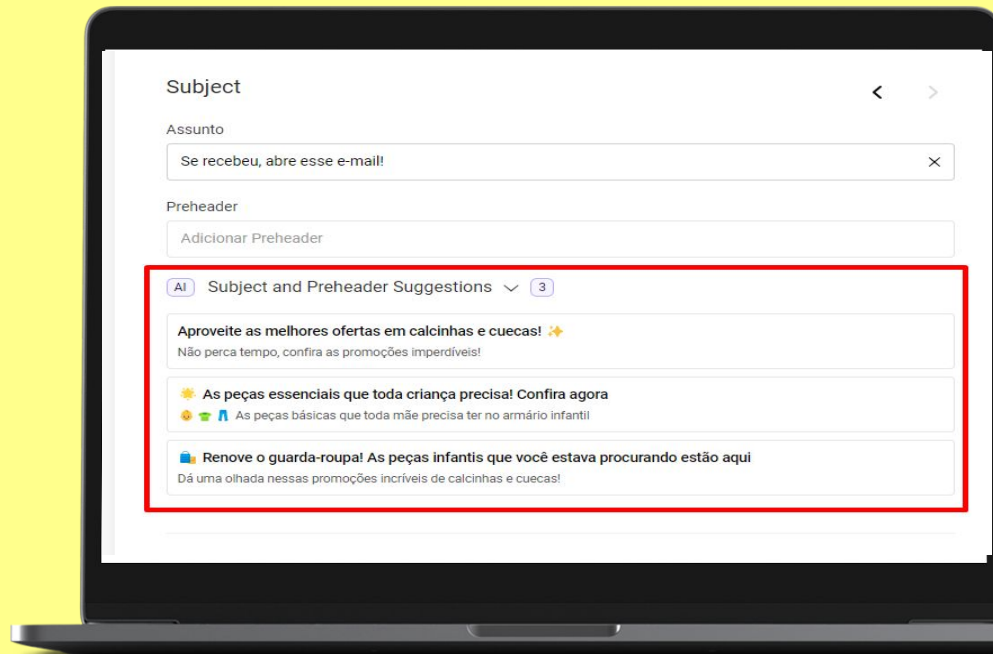 Subject
Assunto
Se recebeu, abre esse e-mail!
Preheader
Adicionar Preheader
AI Subject and Preheader Suggestions 3
Aproveite as melhores ofertas em calcinhas e cuecas! ✨
Não perca tempo, confira as promoções imperdíveis!
🌟 As peças essenciais que toda criança precisa! Confira agora
👶 👕 👖 As peças básicas que toda mãe precisa ter no armário infantil
🛍️ Renove o guarda-roupa! As peças infantis que você estava procurando estão aqui
Dá uma olhada nessas promoções incríveis de calcinhas e cuecas!